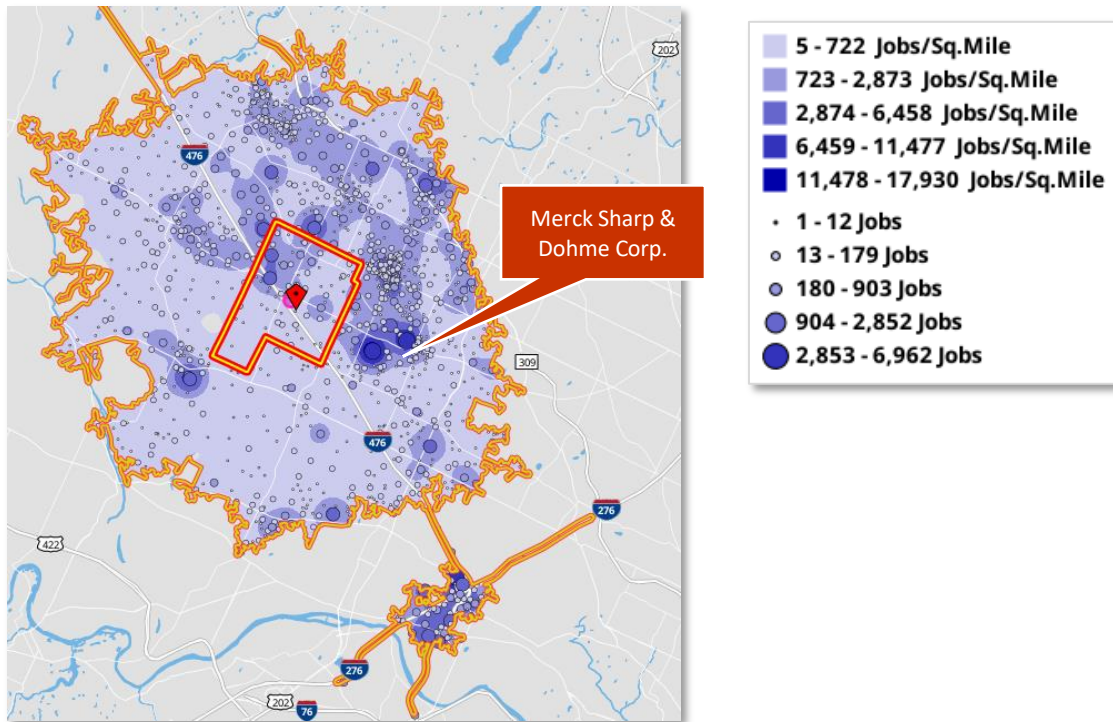 202
476
Merck Sharp &
Dohme Corp.
309
476
276
422
276
202
76
5 - 722 Jobs/Sq.Mile
723 - 2,873 Jobs/Sq.Mile
2,874 - 6,458 Jobs/Sq.Mile
6,459 - 11,477 Jobs/Sq.Mile
11,478 - 17,930 Jobs/Sq.Mile
1 - 12 Jobs
13 - 179 Jobs
180 - 903 Jobs
904 - 2,852 Jobs
2,853 - 6,962 Jobs